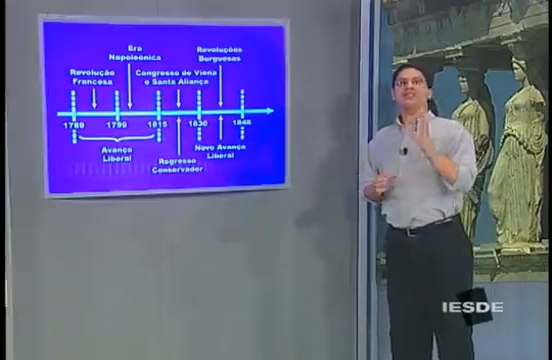 Era
Napoleônica
Revoluções
Burguesas
Revolução
Francesa
Congresso de Viena
e Santa Aliança
1789
1799
1815
1830
1848
Avanço
Liberal
Regresso
Conservador
Novo Avanço
Liberal
IESDE